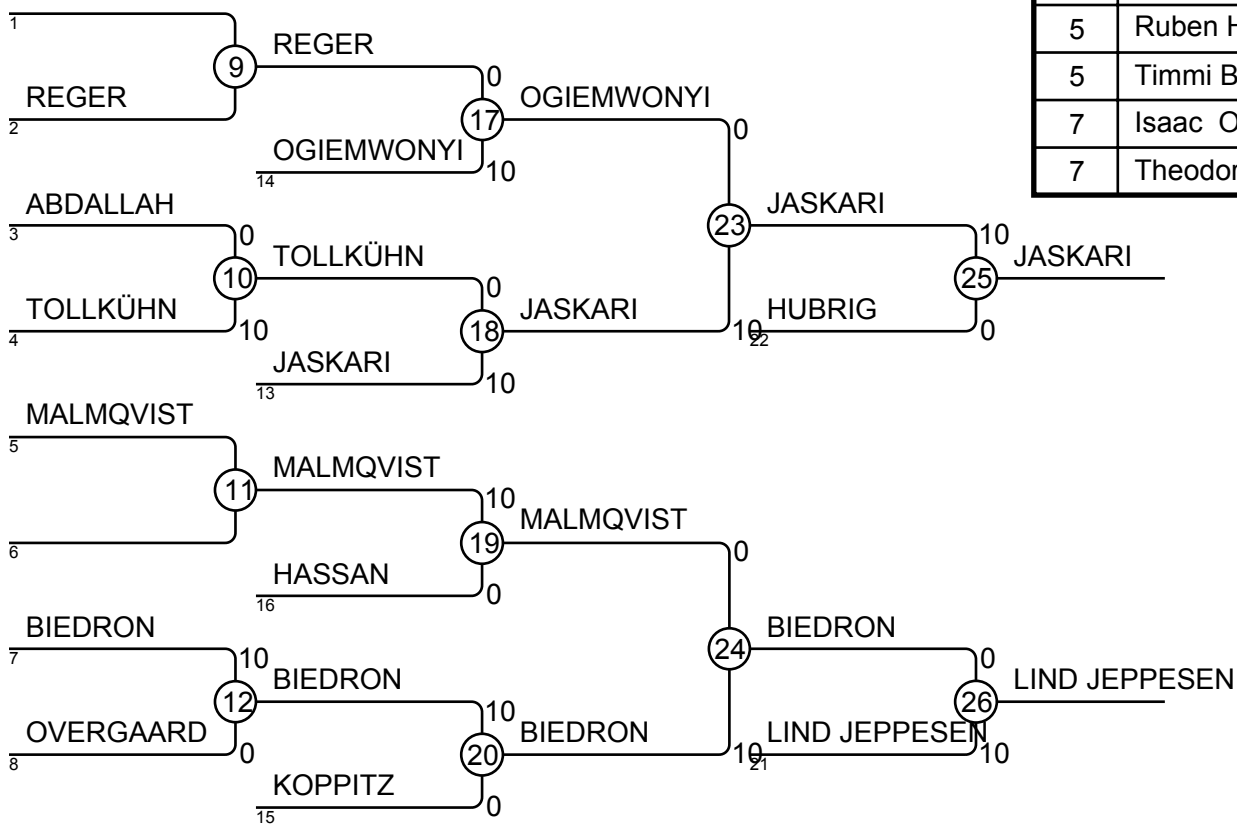 1
REGER
5 Ruben H
9
0
REGER
OGIEMWONYI
5 Timmi B
2
17
0
OGIEMWONYI
7 Isaac O
14
10
7 Theodor
ABDALLAH
JASKARI
3
0
23
10
TOLLKÜHN
JASKARI
10
0
25
TOLLKÜHN
JASKARI
HUBRIG
4
10
18
10
22
0
JASKARI
13
10
MALMQVIST
5
MALMQVIST
11
10
MALMQVIST
6
19
0
HASSAN
16
0
BIEDRON
BIEDRON
7
10
24
0
BIEDRON
LIND JEPPESEN
12
10
26
OVERGAARD
BIEDRON
LIND JEPPESEN
8
0
20
10
21
10
KOPPITZ
15
0